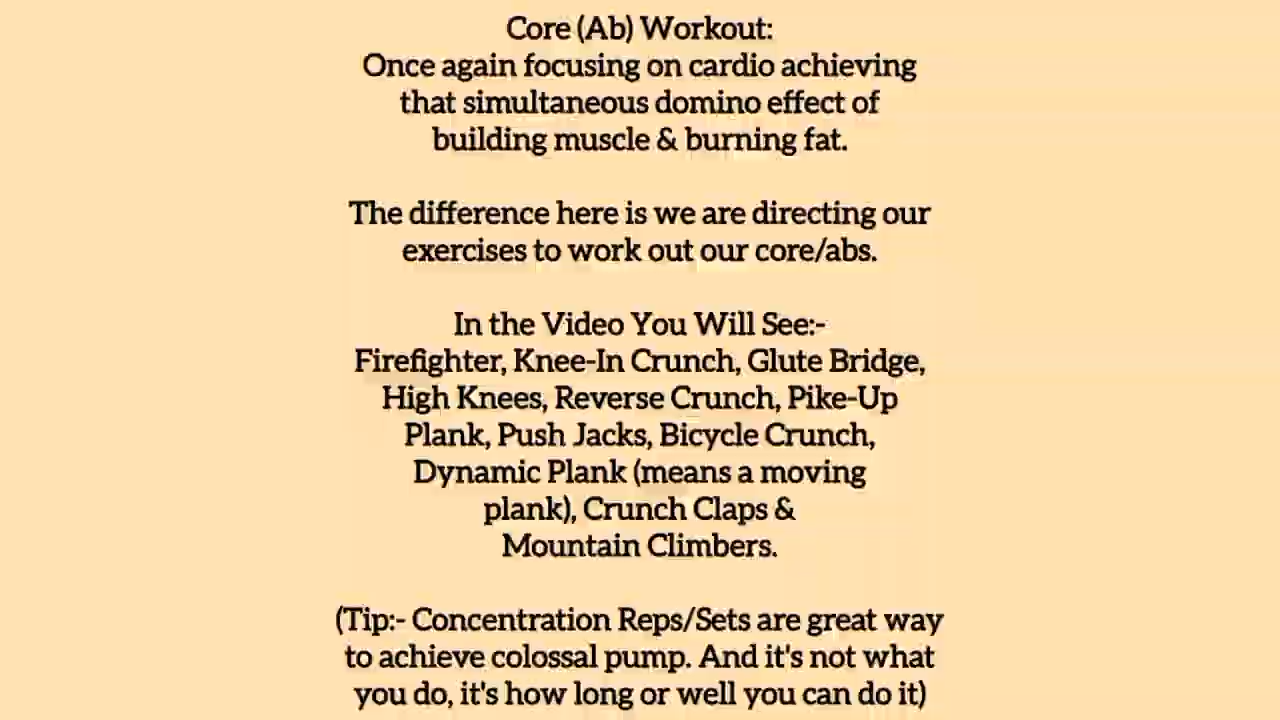 Core (Ab) Workout:
Once again focusing on cardio achieving
that simultaneous domino effect of
building muscle & burning fat.
The difference here is we are directing our
exercises to work out our core/abs.
In the Video You Will See:-
Firefighter, Knee-In Crunch, Glute Bridge,
High Knees, Reverse Crunch, Pike-Up
Plank, Push Jacks, Bicycle Crunch,
Dynamic Plank (means a moving
plank), Crunch Claps &
Mountain Climbers.
(Tip:- Concentration Reps/Sets are great way
to achieve colossal pump. And it's not what
you do, it's how long or well you can do it)